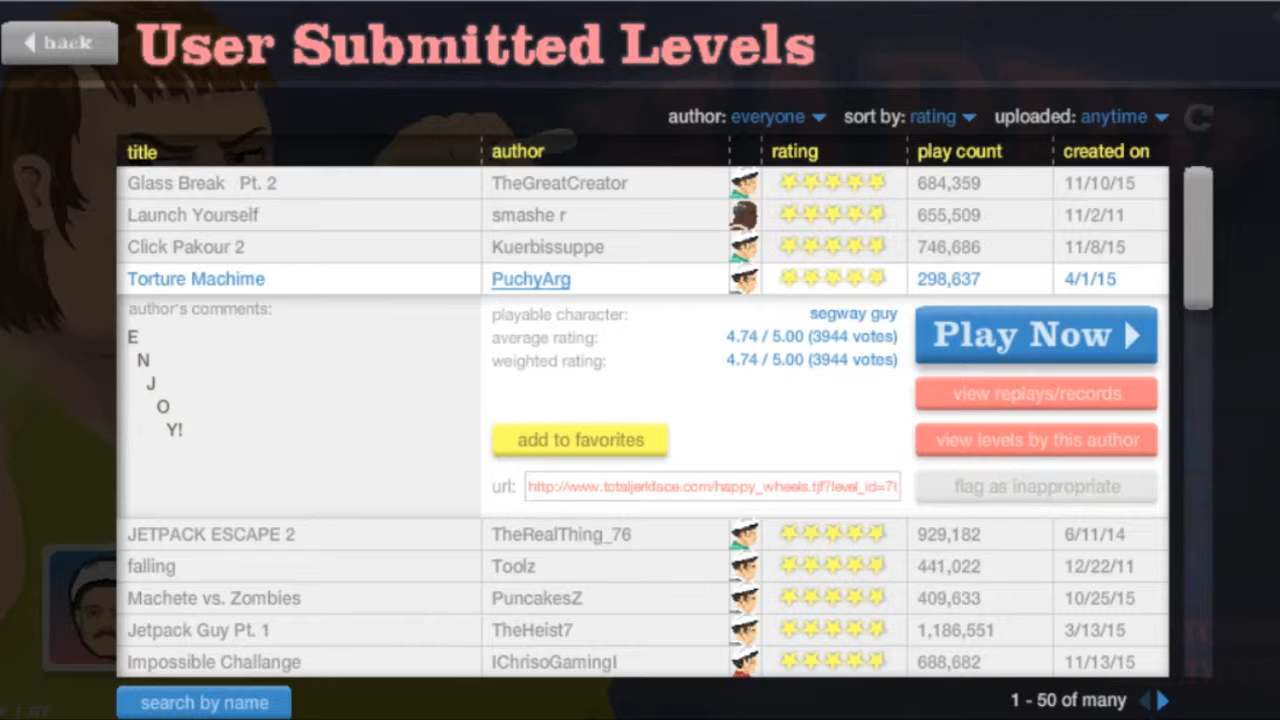 back
User Submitted Levels
author: everyone sort by: rating uploaded: anytime
title author rating play count created on
Glass Break Pt. 2 TheGreatCreator 684,359 11/10/15
Launch Yourself smashe r 655,509 11/2/11
Click Pakour 2 Kuerbissuppe 746,686 11/8/15
Torture Machime PuchyArg 298,637 4/1/15
author's comments:
E
N
J
O
Y!
playable character: segway guy
average rating: 4.74 / 5.00 (3944 votes)
weighted rating: 4.74 / 5.00 (3944 votes)
add to favorites
url: http://www.totaljerkface.com/happy_wheels.tjf?level_id=7
Play Now
view replays/records
view levels by this author
flag as inappropriate
JETPACK ESCAPE 2 TheRealThing_76 929,182 6/11/14
falling Toolz 441,022 12/22/11
Machete vs. Zombies PuncakesZ 409,633 10/25/15
Jetpack Guy Pt. 1 TheHeist7 1,186,551 3/13/15
Impossible Challange IChrisoGamingI 688,682 11/13/15
search by name
1 - 50 of many